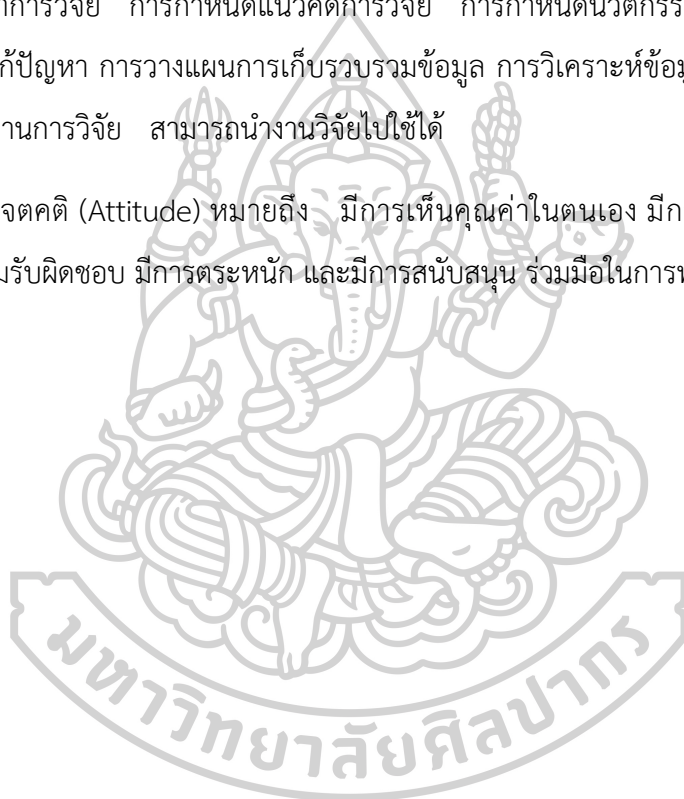 การวิจัย การกำหนดแนวคิดการวิจัย การกำหนดนวัตกรร
ก้ปัญหา การวางแผนการเก็บรวบรวมข้อมูล การวิเคราะห์ข้อมู
านการวิจัย สามารถนำงานวิจัยไปใช้ได้
จตคติ (Attitude) หมายถึง มีการเห็นคุณค่าในตนเอง มีก
มรับผิดชอบ มีการตระหนัก และมีการสนับสนุน ร่วมมือในการ
มหาวิทยาลัยศิลปากร